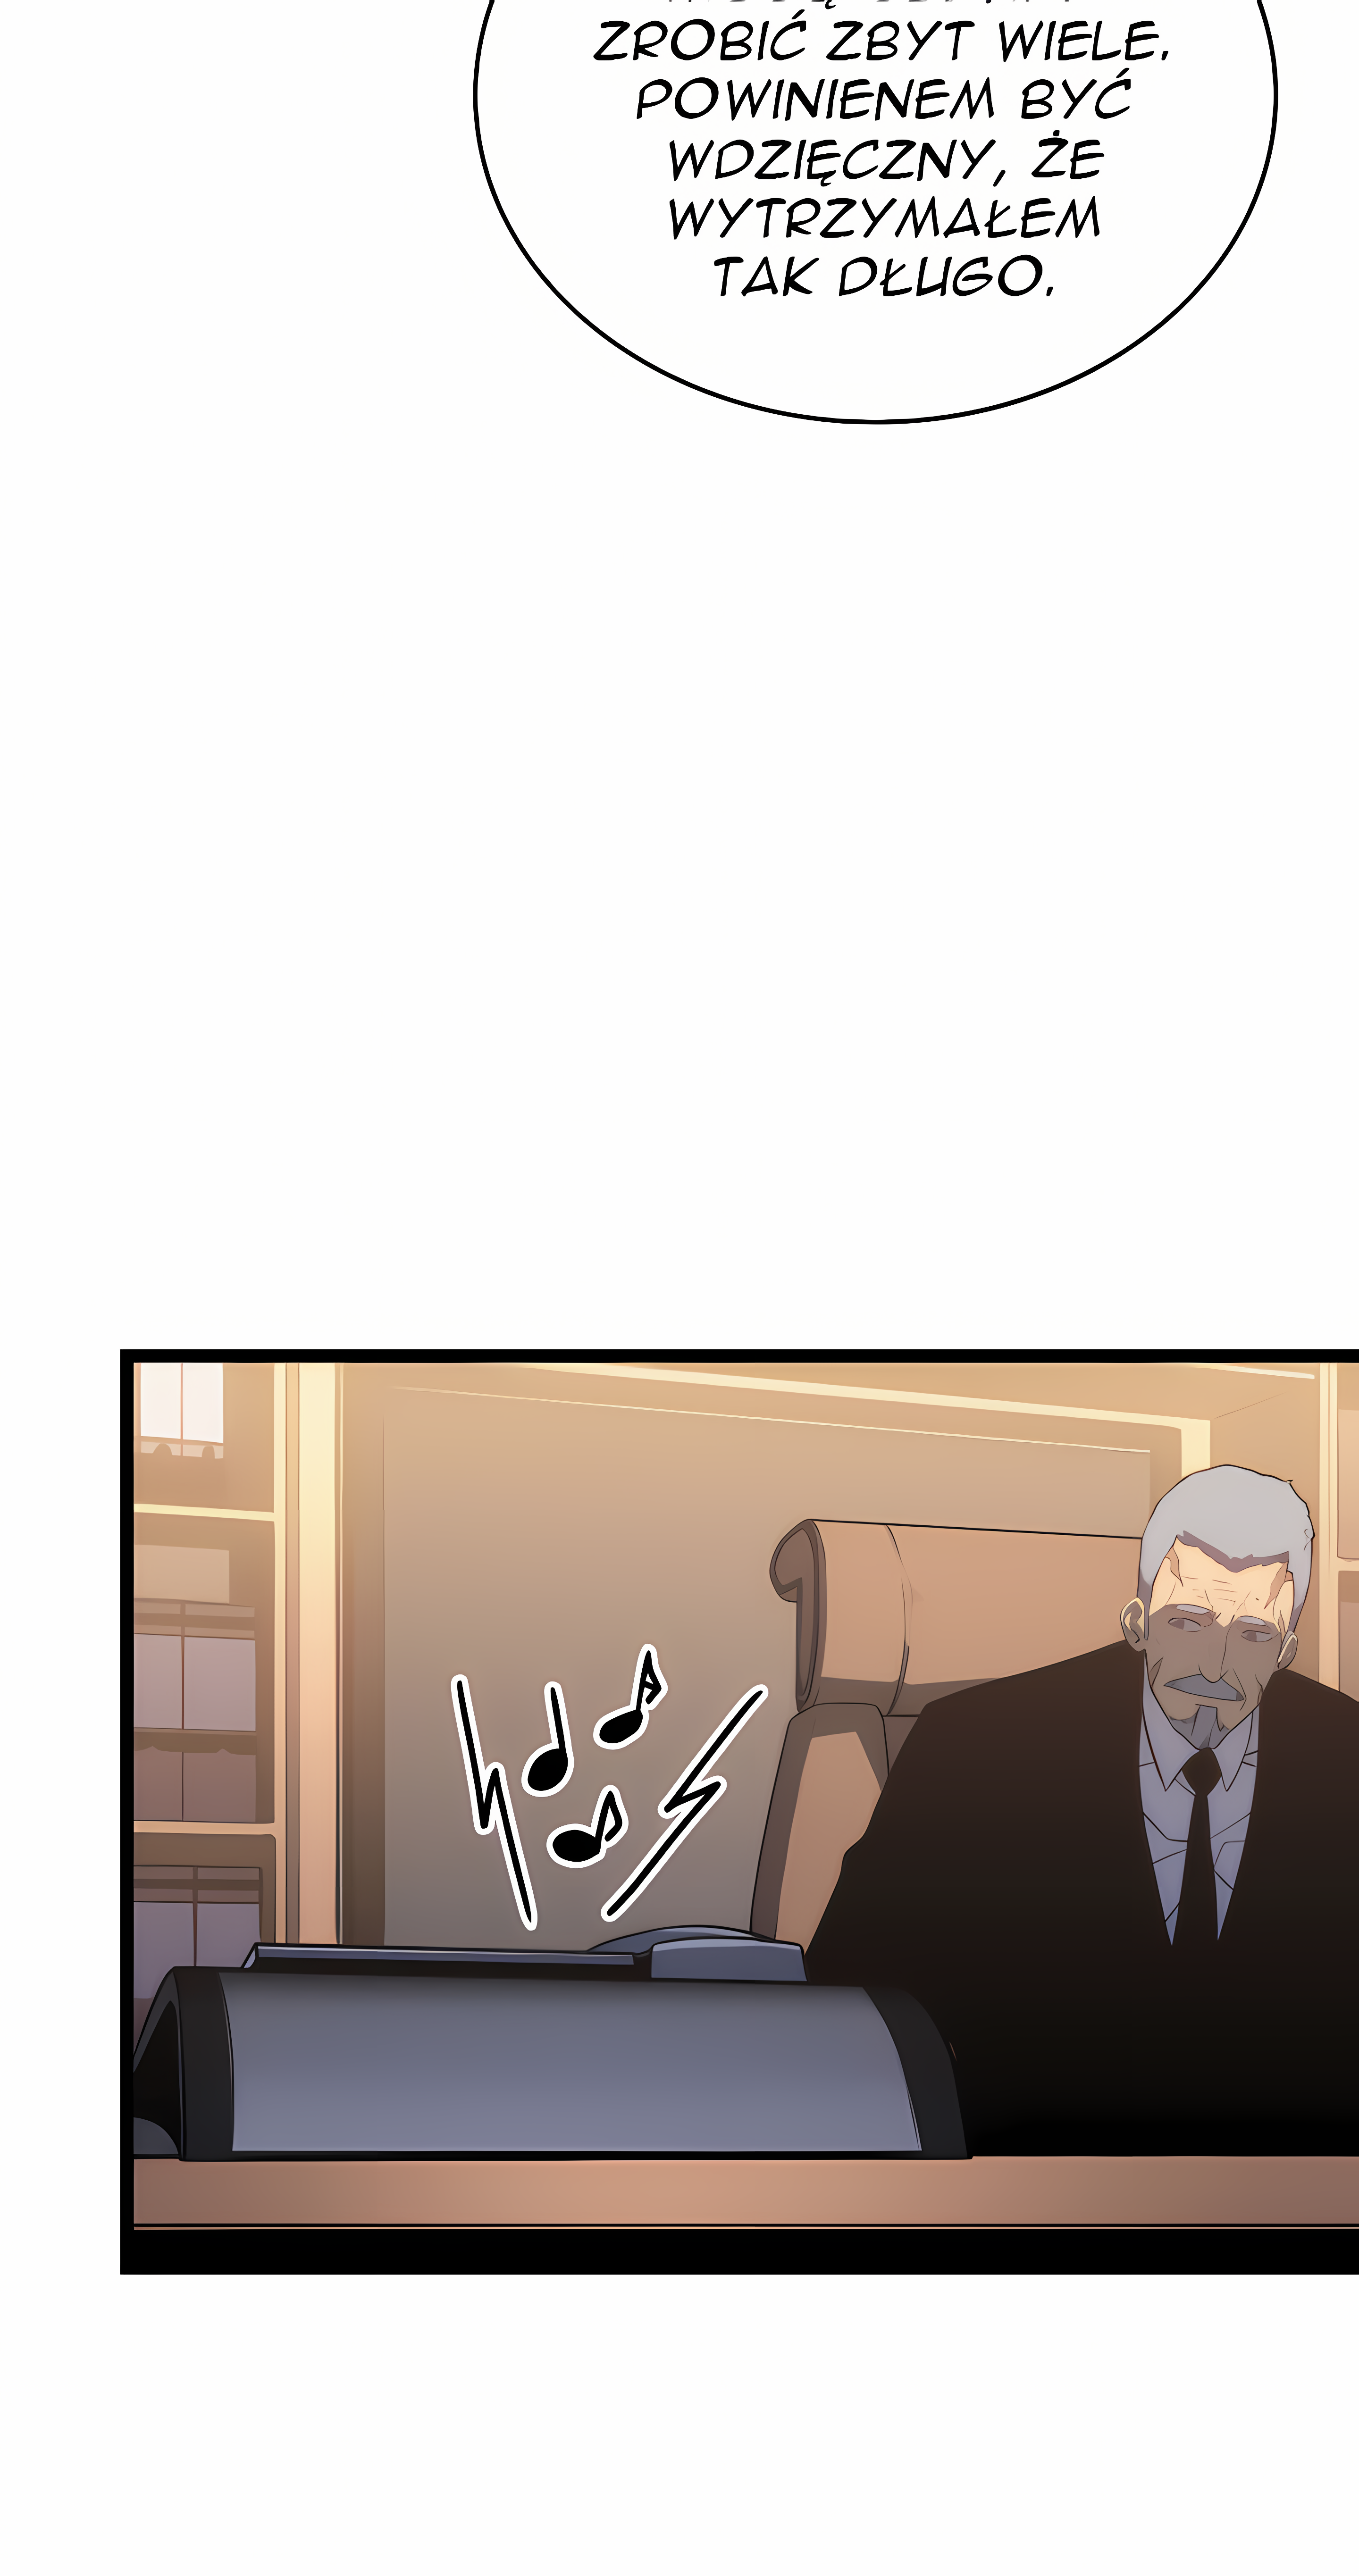 ZROBIĆ ZBYT WIELE.
POWINIENEM BYĆ
WDZIĘCZNY, ŻE
WYTRZYMAŁEM
TAK DŁUGO.